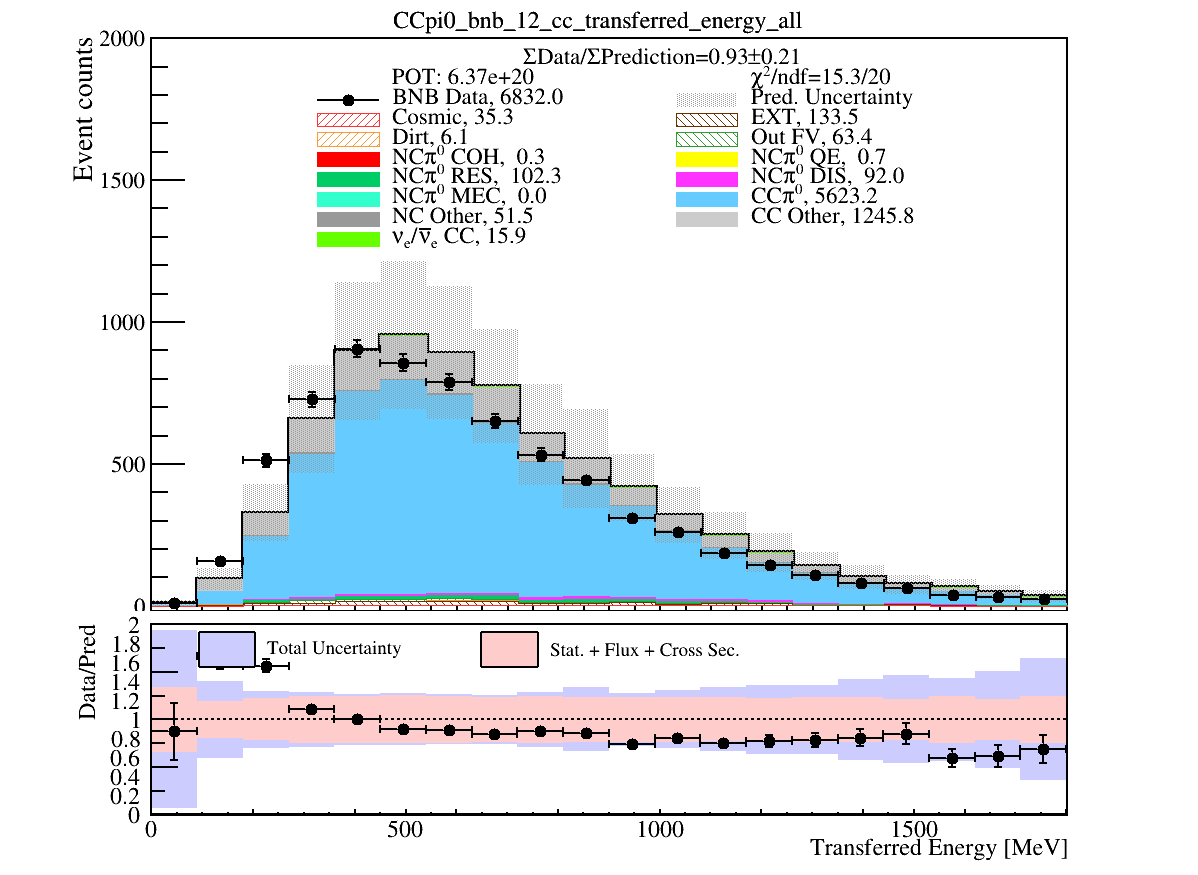 CCpi0_bnb_12_cc_transferred_energy_all
ΣData/ΣPrediction=0.93±0.21
POT: 6.37e+20
χ²/ndf=15.3/20
BNB Data, 6832.0
Pred. Uncertainty
Cosmic, 35.3
EXT, 133.5
Dirt, 6.1
Out FV, 63.4
NCπ⁰ COH, 0.3
NCπ⁰ QE, 0.7
NCπ⁰ RES, 102.3
NCπ⁰ DIS, 92.0
NCπ⁰ MEC, 0.0
CCπ⁰, 5623.2
NC Other, 51.5
CC Other, 1245.8
νₑ/ν̅ₑ CC, 15.9
Event counts
2000
1500
1000
500
0
Total Uncertainty
Stat. + Flux + Cross Sec.
Data/Pred
2
1.8
1.6
1.4
1.2
1
0.8
0.6
0.4
0.2
0
0 500 1000 1500
Transferred Energy [MeV]